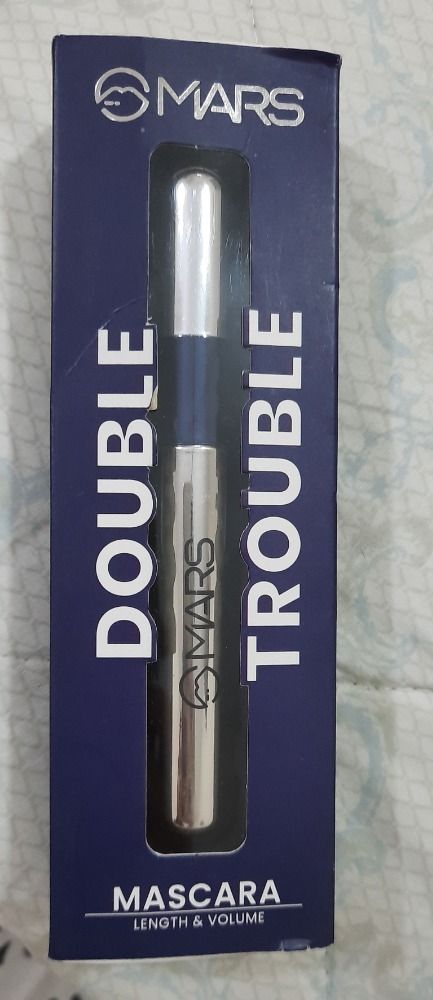 MARS
DOUBLE
TROUBLE
MARS
MASCARA
LENGTH & VOLUME